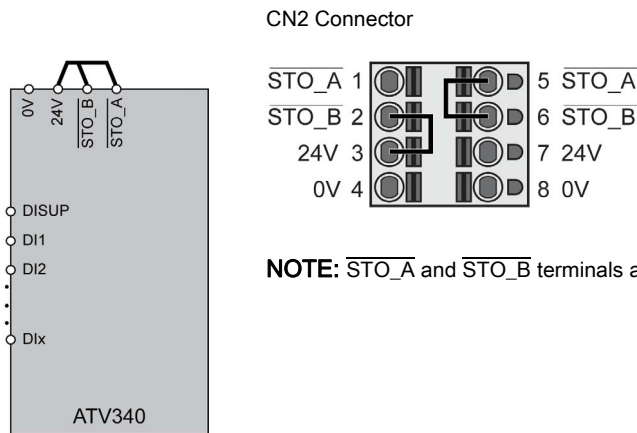 CN2 Connector
0V
24V
STO_B
STO_A
DISUP
DI1
DI2
DIx
ATV340
STO_A 1
STO_B 2
24V 3
0V 4
5 STO_A
6 STO_B
7 24V
8 0V
NOTE: STO_A and STO_B terminals a